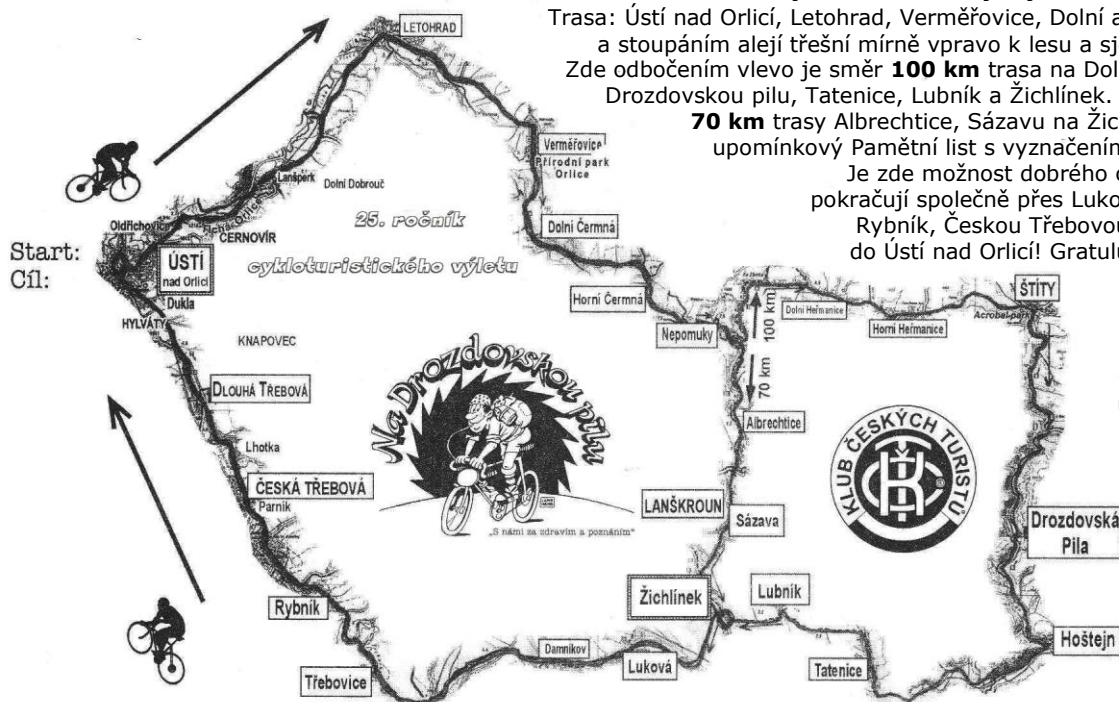 Trasa: Ústí nad Orlicí, Letohrad, Verměřovice, Dolní a
a stoupáním alejí třešní mírně vpravo k lesu a sj
Zde odbočením vlevo je směr 100 km trasa na Dol
Drozdovskou pilu, Tatenice, Lubník a Žichlínek.
70 km trasy Albrechtice, Sázavu na Žic
upomínkový Pamětní list s vyznačením
Je zde možnost dobrého o
pokračují společně přes Luko
Rybník, Českou Třebovou
do Ústí nad Orlicí! Gratulu
LETOHRAD
Verměřovice
Přírodní park
Orlice
Lanšperk
Dolní Dobrouč
Tichá Orlice
Oldřichovice
ČERNOVÍR
25. ročník
cykloturistického výletu
Dolní Čermná
Start:
Cíl:
ÚSTÍ
nad Orlicí
Dukla
HYLVÁTY
KNAPOVEC
Horní Čermná
Nepomuky
100 km
70 km
Dolní Heřmanice
Horní Heřmanice
Acrobat park
ŠTÍTY
DLOUHÁ TŘEBOVÁ
Na Drozdovskou pilu
„S námi za zdravím a poznáním"
Albrechtice
KLUB ČESKÝCH TURISTŮ
KČT
Lhotka
ČESKÁ TŘEBOVÁ
Parník
LANŠKROUN
Sázava
Drozdovská
Pila
Rybník
Žichlínek
Lubník
Hoštejn
Třebovice
Damníkov
Luková
Tatenice